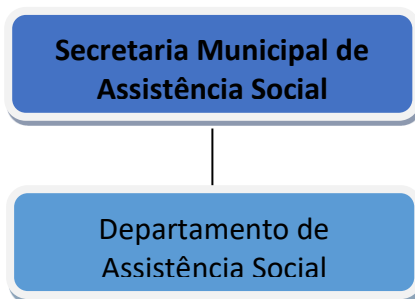 Secretaria Municipal de
Assistência Social
Departamento de
Assistência Social